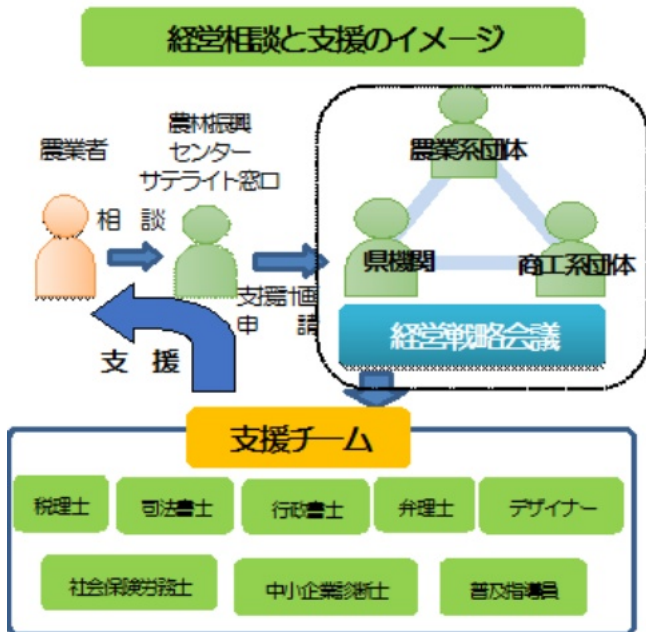 経営相談と支援のイメージ
農業者
農林振興
センター
サテライト窓口
相　談
支援計画
申　請
農業系団体
県機関
商工系団体
経営戦略会議
支　援
支援チーム
税理士
司法書士
行政書士
弁理士
デザイナー
社会保険労務士
中小企業診断士
普及指導員